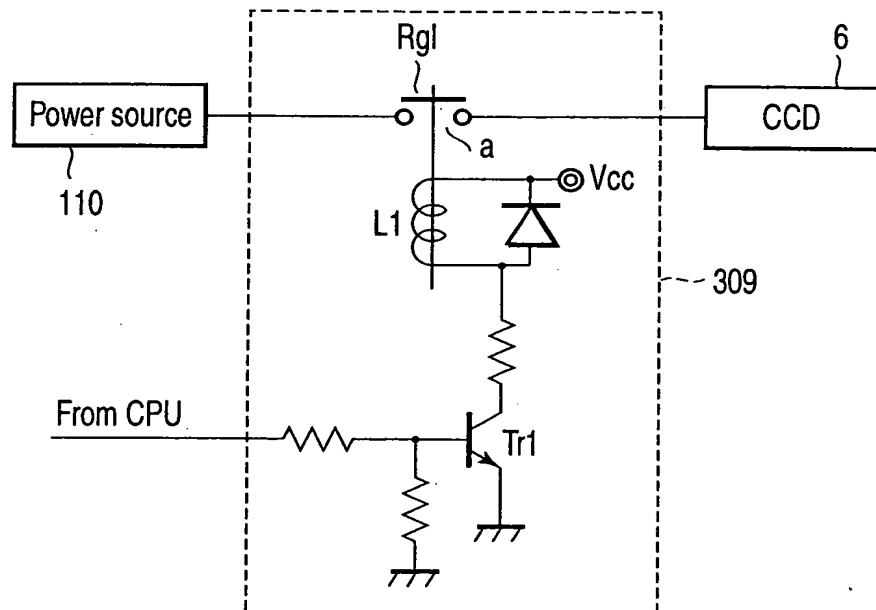 Rgl
6
Power source
CCD
a
110
Vcc
L1
309
From CPU
Tr1